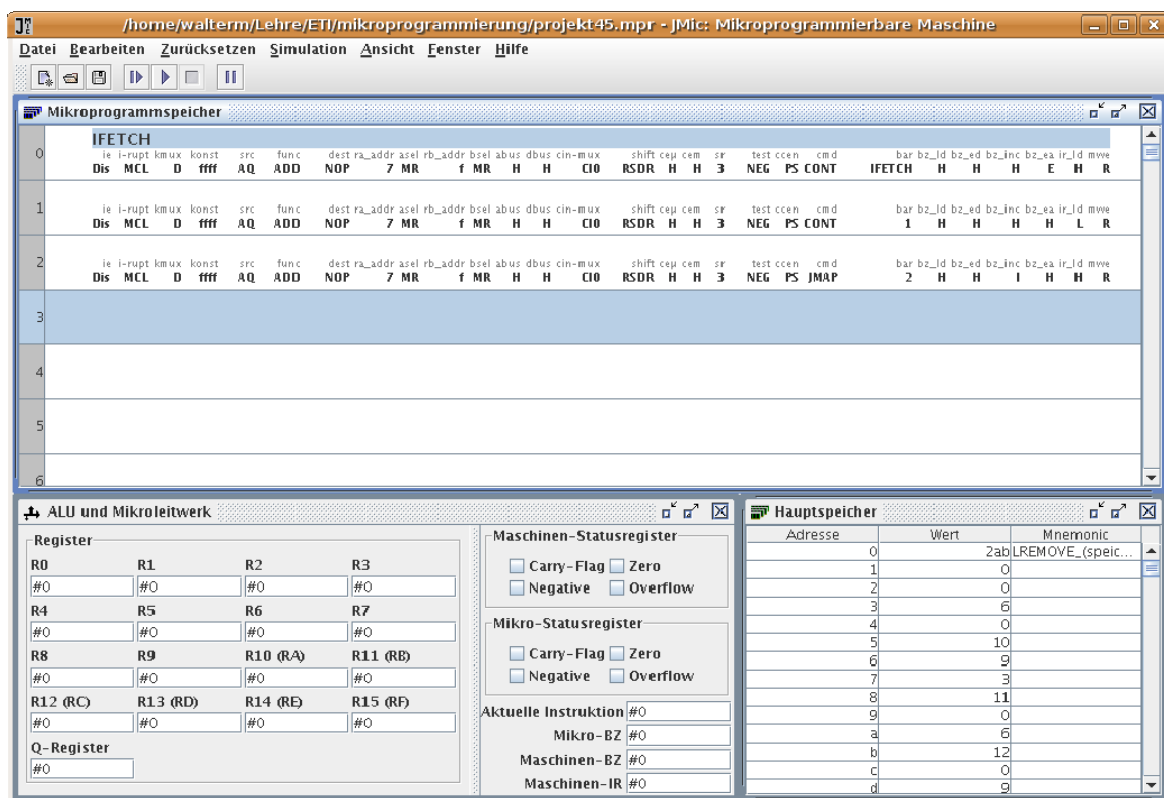 /home/walterm/Lehre/ETI/mikroprogrammierung/projekt45.mpr - JMic: Mikroprogrammierbare Maschine
Datei Bearbeiten Zurücksetzen Simulation Ansicht Fenster Hilfe
Mikroprogrammspeicher
IFETCH
0 ie i-rupt kmux konst src func dest ra_addr asel rb_addr bsel abus dbus cin-mux shift ceµ cem sr test ccen cmd bar bz_ld bz_ed bz_inc bz_ea ir_ld mwe
Dis MCL D ffff AQ ADD NOP 7 MR f MR H H CI0 RSDR H H 3 NEG PS CONT IFETCH H H H E H R
1 ie i-rupt kmux konst src func dest ra_addr asel rb_addr bsel abus dbus cin-mux shift ceµ cem sr test ccen cmd bar bz_ld bz_ed bz_inc bz_ea ir_ld mwe
Dis MCL D ffff AQ ADD NOP 7 MR f MR H H CI0 RSDR H H 3 NEG PS CONT 1 H H H H L R
2 ie i-rupt kmux konst src func dest ra_addr asel rb_addr bsel abus dbus cin-mux shift ceµ cem sr test ccen cmd bar bz_ld bz_ed bz_inc bz_ea ir_ld mwe
Dis MCL D ffff AQ ADD NOP 7 MR f MR H H CI0 RSDR H H 3 NEG PS JMAP 2 H H I H H R
3
4
5
6
ALU und Mikroleitwerk
Register
R0 R1 R2 R3
#0 #0 #0 #0
R4 R5 R6 R7
#0 #0 #0 #0
R8 R9 R10 (RA) R11 (RB)
#0 #0 #0 #0
R12 (RC) R13 (RD) R14 (RE) R15 (RF)
#0 #0 #0 #0
Q-Register
#0
Maschinen-Statusregister
Carry-Flag Zero
Negative Overflow
Mikro-Statusregister
Carry-Flag Zero
Negative Overflow
Aktuelle Instruktion #0
Mikro-BZ #0
Maschinen-BZ #0
Maschinen-IR #0
Hauptspeicher
Adresse Wert Mnemonic
0 2ab LREMOVE_(speic...
1 0
2 0
3 6
4 0
5 10
6 9
7 3
8 11
9 0
a 6
b 12
c 0
d 9